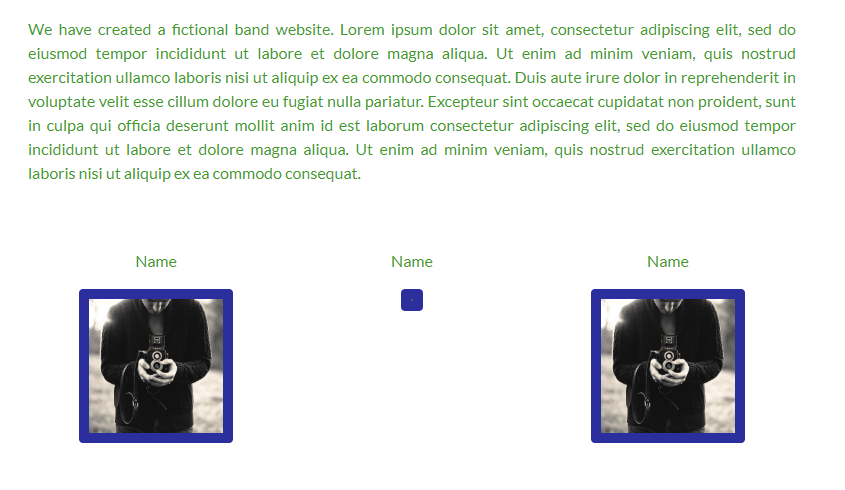 We have created a fictional band website. Lorem ipsum dolor sit amet, consectetur adipiscing elit, sed do
eiusmod tempor incididunt ut labore et dolore magna aliqua. Ut enim ad minim veniam, quis nostrud
exercitation ullamco laboris nisi ut aliquip ex ea commodo consequat. Duis aute irure dolor in reprehenderit in
voluptate velit esse cillum dolore eu fugiat nulla pariatur. Excepteur sint occaecat cupidatat non proident, sunt
in culpa qui officia deserunt mollit anim id est laborum consectetur adipiscing elit, sed do eiusmod tempor
incididunt ut labore et dolore magna aliqua. Ut enim ad minim veniam, quis nostrud exercitation ullamco
laboris nisi ut aliquip ex ea commodo consequat.
Name Name Name